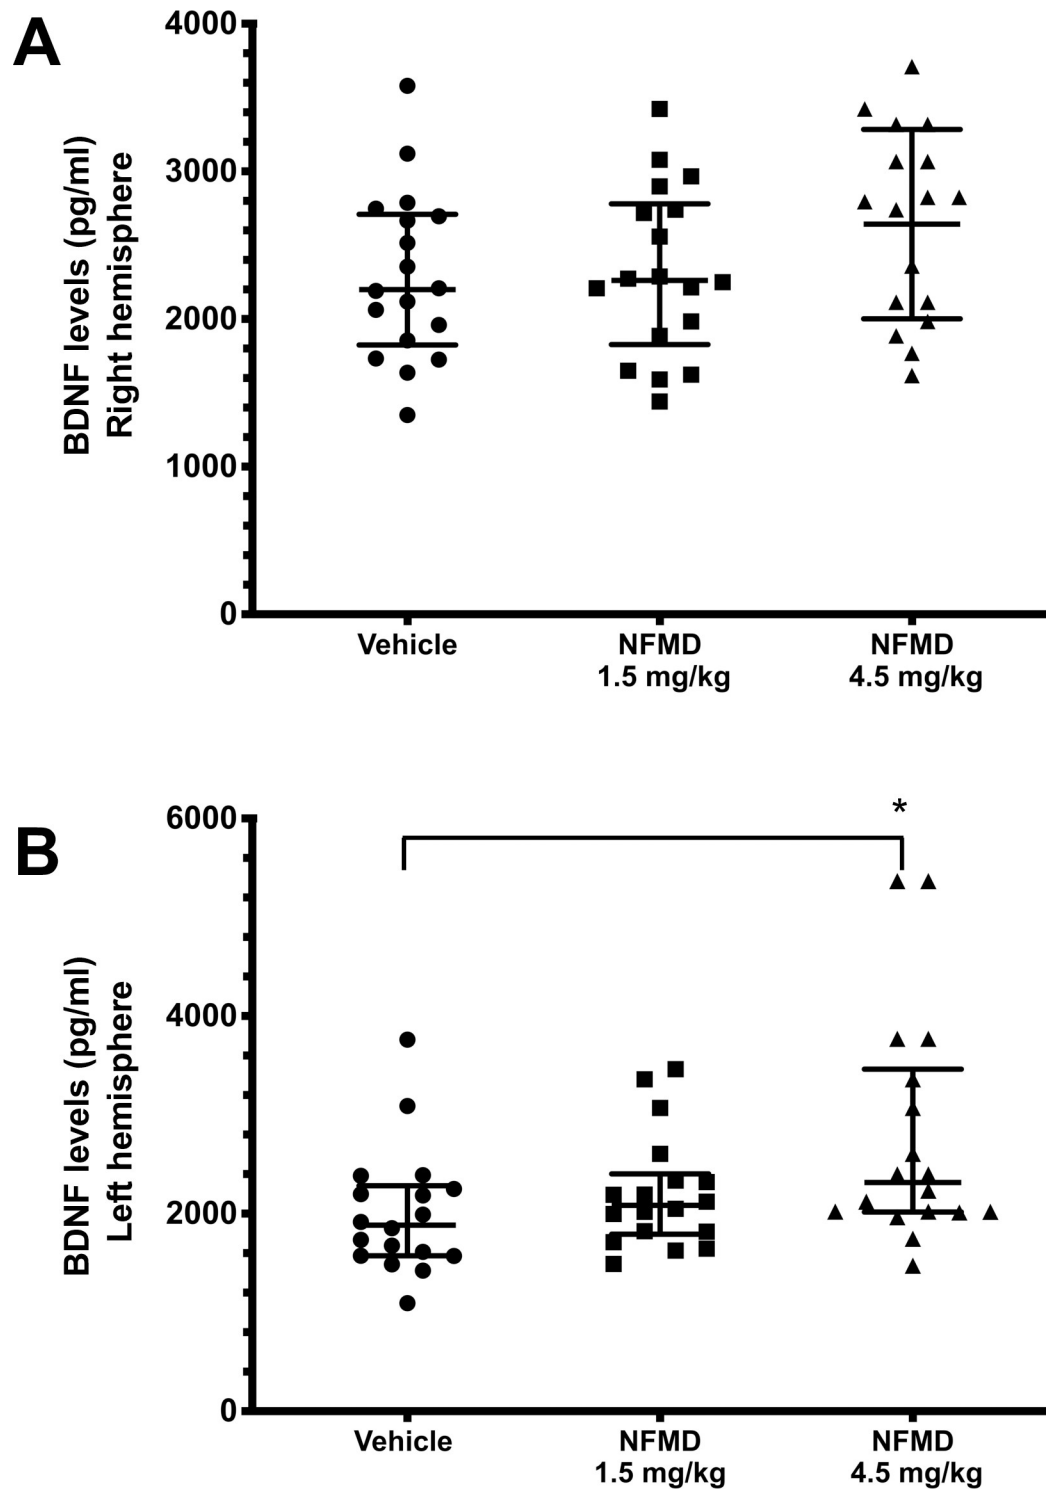 A
BDNF levels (pg/ml)
Right hemisphere
4000
3000
2000
1000
0
Vehicle
NFMD
1.5 mg/kg
NFMD
4.5 mg/kg
B
BDNF levels (pg/ml)
Left hemisphere
6000
4000
2000
0
*
Vehicle
NFMD
1.5 mg/kg
NFMD
4.5 mg/kg